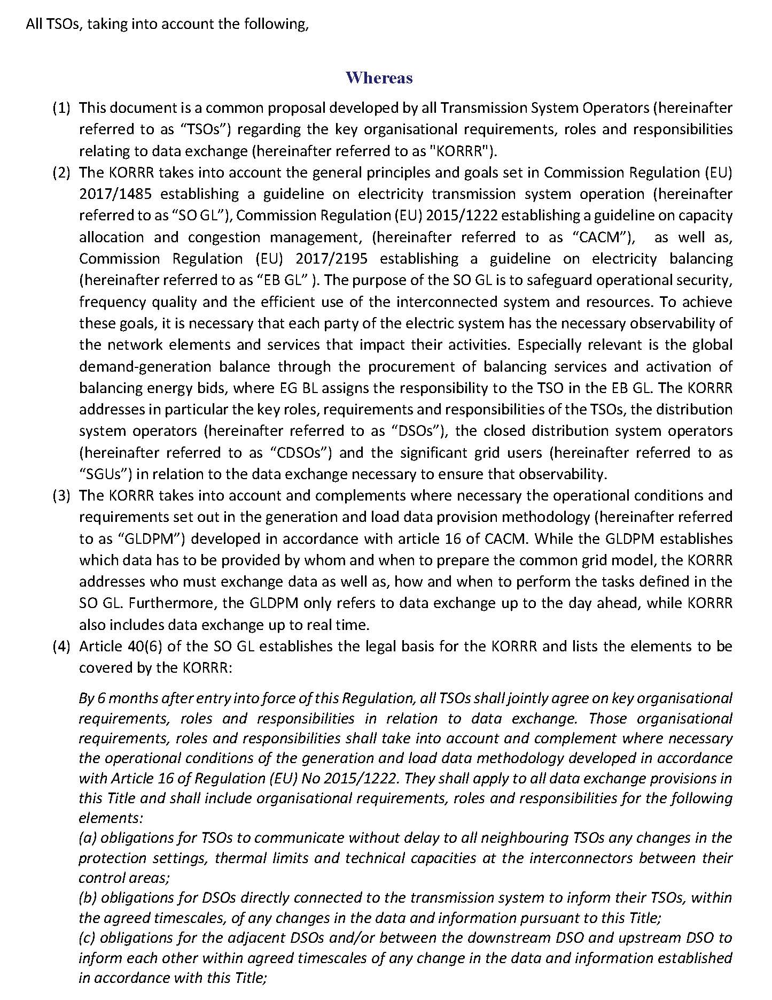 All TSOs, taking into account the following,
Whereas
(1) This document is a common proposal developed by all Transmission System Operators (hereinafter
referred to as “TSOs”) regarding the key organisational requirements, roles and responsibilities
relating to data exchange (hereinafter referred to as "KORRR").
(2) The KORRR takes into account the general principles and goals set in Commission Regulation (EU)
2017/1485 establishing a guideline on electricity transmission system operation (hereinafter
referred to as “SO GL”), Commission Regulation (EU) 2015/1222 establishing a guideline on capacity
allocation and congestion management, (hereinafter referred to as “CACM”), as well as,
Commission Regulation (EU) 2017/2195 establishing a guideline on electricity balancing
(hereinafter referred to as “EB GL” ). The purpose of the SO GL is to safeguard operational security,
frequency quality and the efficient use of the interconnected system and resources. To achieve
these goals, it is necessary that each party of the electric system has the necessary observability of
the network elements and services that impact their activities. Especially relevant is the global
demand-generation balance through the procurement of balancing services and activation of
balancing energy bids, where EG BL assigns the responsibility to the TSO in the EB GL. The KORRR
addresses in particular the key roles, requirements and responsibilities of the TSOs, the distribution
system operators (hereinafter referred to as “DSOs”), the closed distribution system operators
(hereinafter referred to as “CDSOs”) and the significant grid users (hereinafter referred to as
“SGUs”) in relation to the data exchange necessary to ensure that observability.
(3) The KORRR takes into account and complements where necessary the operational conditions and
requirements set out in the generation and load data provision methodology (hereinafter referred
to as “GLDPM”) developed in accordance with article 16 of CACM. While the GLDPM establishes
which data has to be provided by whom and when to prepare the common grid model, the KORRR
addresses who must exchange data as well as, how and when to perform the tasks defined in the
SO GL. Furthermore, the GLDPM only refers to data exchange up to the day ahead, while KORRR
also includes data exchange up to real time.
(4) Article 40(6) of the SO GL establishes the legal basis for the KORRR and lists the elements to be
covered by the KORRR:
By 6 months after entry into force of this Regulation, all TSOs shall jointly agree on key organisational
requirements, roles and responsibilities in relation to data exchange. Those organisational
requirements, roles and responsibilities shall take into account and complement where necessary
the operational conditions of the generation and load data methodology developed in accordance
with Article 16 of Regulation (EU) No 2015/1222. They shall apply to all data exchange provisions in
this Title and shall include organisational requirements, roles and responsibilities for the following
elements:
(a) obligations for TSOs to communicate without delay to all neighbouring TSOs any changes in the
protection settings, thermal limits and technical capacities at the interconnectors between their
control areas;
(b) obligations for DSOs directly connected to the transmission system to inform their TSOs, within
the agreed timescales, of any changes in the data and information pursuant to this Title;
(c) obligations for the adjacent DSOs and/or between the downstream DSO and upstream DSO to
inform each other within agreed timescales of any change in the data and information established
in accordance with this Title;